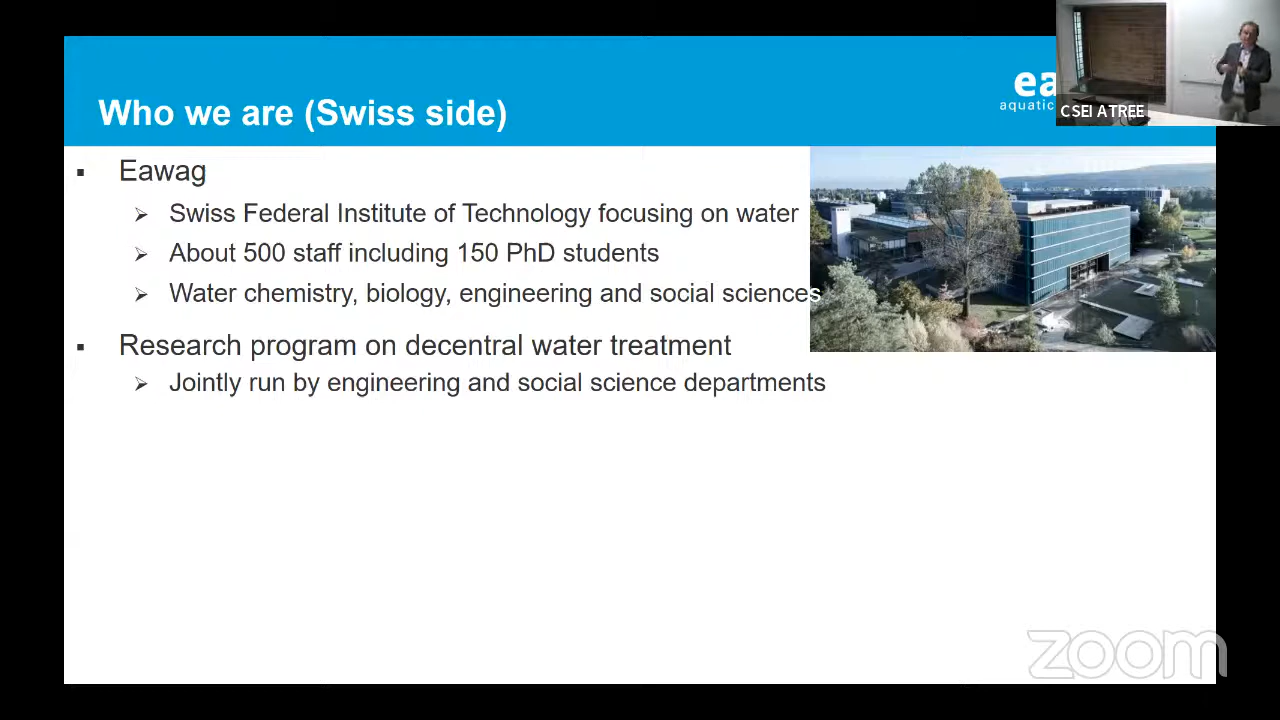 Who we are (Swiss side)
ea
aquatic
CSEI ATREE
▪ Eawag
➢ Swiss Federal Institute of Technology focusing on water
➢ About 500 staff including 150 PhD students
➢ Water chemistry, biology, engineering and social sciences
▪ Research program on decentral water treatment
➢ Jointly run by engineering and social science departments
zoom